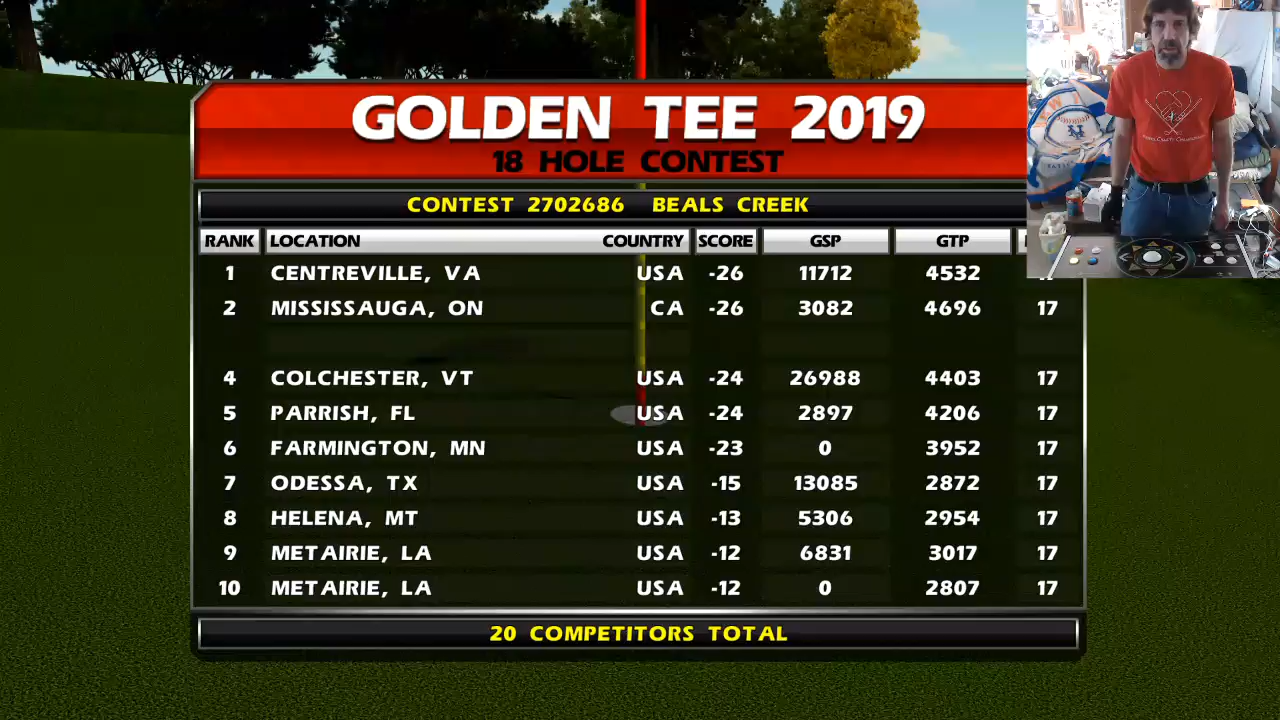 GOLDEN TEE 2019
18 HOLE CONTEST
CONTEST 2702686 BEALS CREEK
RANK LOCATION COUNTRY SCORE GSP GTP
1 CENTREVILLE, VA USA -26 11712 4532
2 MISSISSAUGA, ON CA -26 3082 4696 17
4 COLCHESTER, VT USA -24 26988 4403 17
5 PARRISH, FL USA -24 2897 4206 17
6 FARMINGTON, MN USA -23 0 3952 17
7 ODESSA, TX USA -15 13085 2872 17
8 HELENA, MT USA -13 5306 2954 17
9 METAIRIE, LA USA -12 6831 3017 17
10 METAIRIE, LA USA -12 0 2807 17
20 COMPETITORS TOTAL